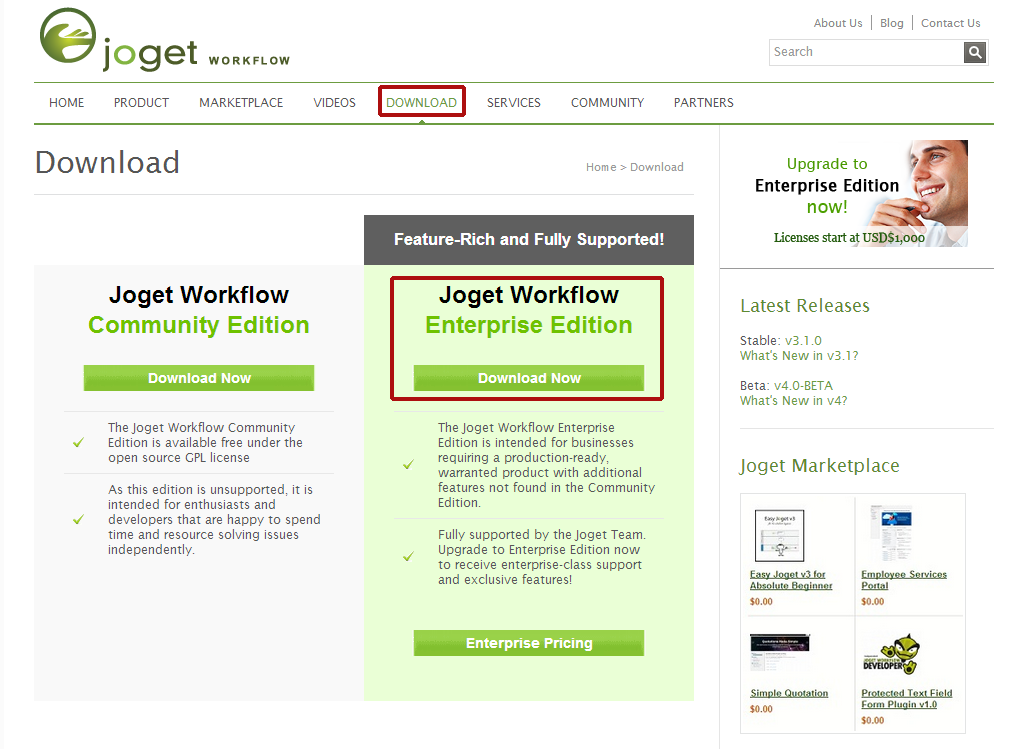 About Us
Blog
Contact Us
joget WORKFLOW
Search
HOME
PRODUCT
MARKETPLACE
VIDEOS
DOWNLOAD
SERVICES
COMMUNITY
PARTNERS
Download
Home > Download
Feature-Rich and Fully Supported!
Joget Workflow
Community Edition
Download Now
The Joget Workflow Community
Edition is available free under the
open source GPL license
As this edition is unsupported, it is
intended for enthusiasts and
developers that are happy to spend
time and resource solving issues
independently.
Joget Workflow
Enterprise Edition
Download Now
The Joget Workflow Enterprise
Edition is intended for businesses
requiring a production-ready,
warranted product with additional
features not found in the Community
Edition.
Fully supported by the Joget Team.
Upgrade to Enterprise Edition now
to receive enterprise-class support
and exclusive features!
Enterprise Pricing
Upgrade to
Enterprise Edition
now!
Licenses start at USD$1,000
Latest Releases
Stable: v3.1.0
What's New in v3.1?
Beta: v4.0-BETA
What's New in v4?
Joget Marketplace
Easy Joget v3
Easy Joget v3 for
Absolute Beginner
$0.00
Employee Services
Portal
$0.00
Simple Quotation
$0.00
JOGET WORKFLOW
DEVELOPER
Protected Text Field
Form Plugin v1.0
$0.00